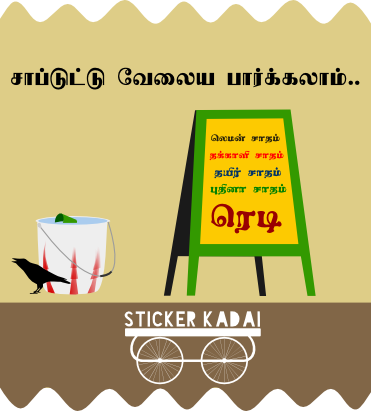 சாப்டுட்டு வேலைய பார்க்கலாம்..
லெமன் சாதம்
தக்காளி சாதம்
தயிர் சாதம்
புதினா சாதம்
ரெடி
STICKER KADAI